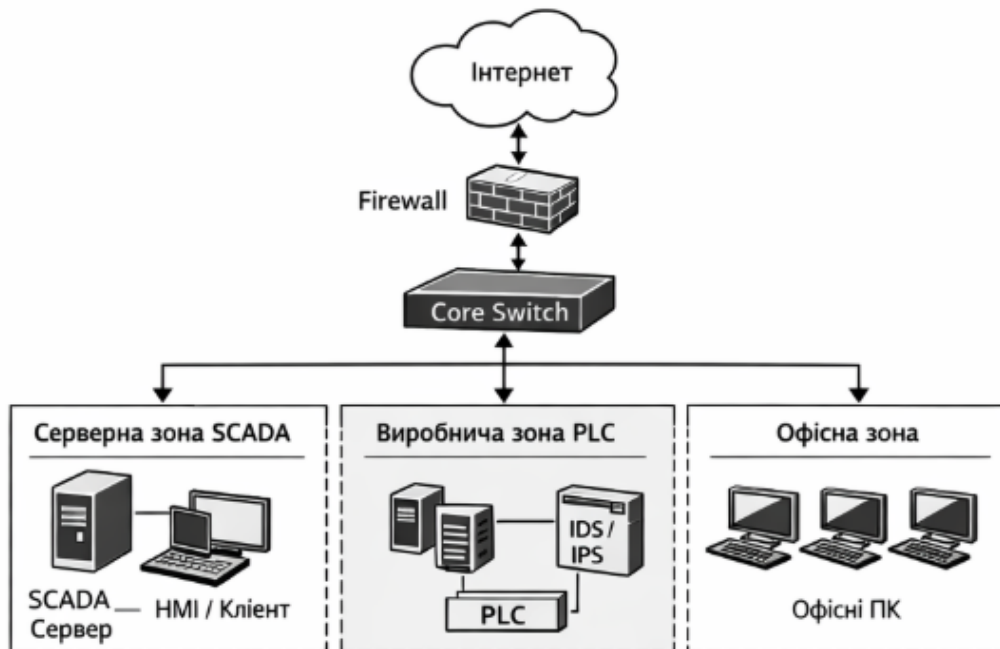 Інтернет
Firewall
Core Switch
Серверна зона SCADA
SCADA
Сервер
HMI / Клієнт
Виробнича зона PLC
IDS /
IPS
PLC
Офісна зона
Офісні ПК